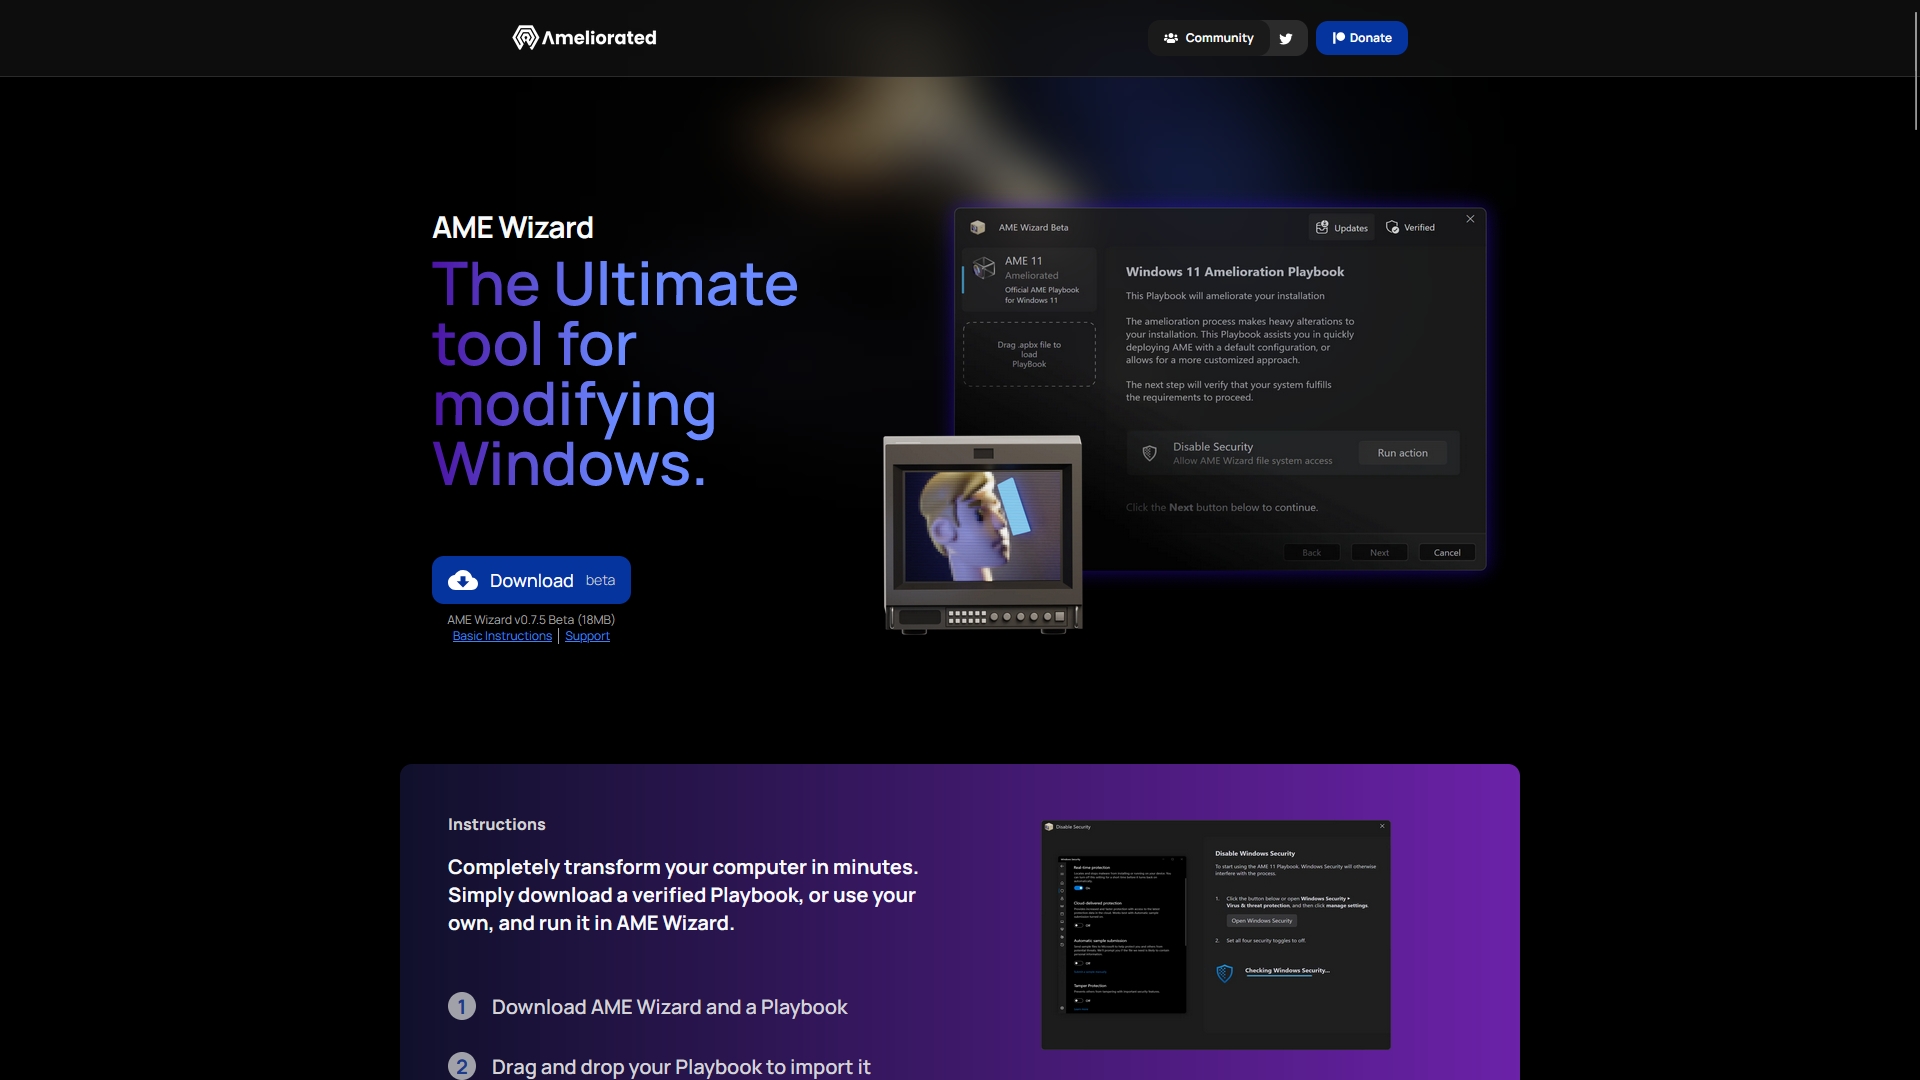 Ameliorated
Community
Donate
AME Wizard
The Ultimate
tool for
modifying
Windows.
Download beta
AME Wizard v0.7.5 Beta (18MB)
Basic Instructions | Support
AME Wizard Beta
Updates
Verified
AME 11
Ameliorated
Official AME Playbook
for Windows 11
Drag .apbx file to
load
PlayBook
Windows 11 Amelioration Playbook
This Playbook will ameliorate your installation
The amelioration process makes heavy alterations to
your installation. This Playbook assists you in quickly
deploying AME with a default configuration, or
allows for a more customized approach.
The next step will verify that your system fulfills
the requirements to proceed.
Disable Security
Allow AME Wizard file system access
Run action
Click the Next button below to continue.
Back
Next
Cancel
Instructions
Completely transform your computer in minutes.
Simply download a verified Playbook, or use your
own, and run it in AME Wizard.
1 Download AME Wizard and a Playbook
2 Drag and drop your Playbook to import it
Disable Security
Real-time protection
On
Cloud-delivered protection
Off
Automatic sample submission
Off
Tamper Protection
Off
Disable Windows Security
To start using the AME 11 Playbook, Windows Security will otherwise
interfere with the process.
1. Click the button below or open Windows Security >
Virus & threat protection, and then click manage settings.
Open Windows Security
2. Set all four security toggles to off.
Checking Windows Security...